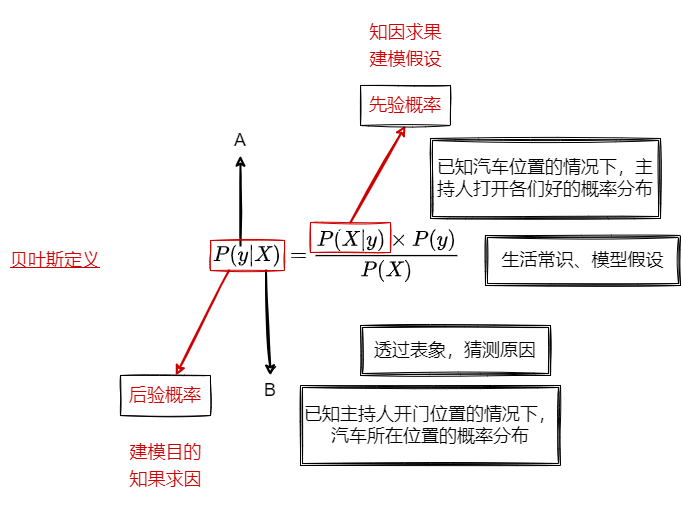 知因求果
建模假设
先验概率
A
已知汽车位置的情况下，主
持人打开各们好的概率分布
贝叶斯定义
P(y|X) = P(X|y) × P(y) / P(X)
生活常识、模型假设
透过表象，猜测原因
后验概率
B
已知主持人开门位置的情况下，
汽车所在位置的概率分布
建模目的
知果求因